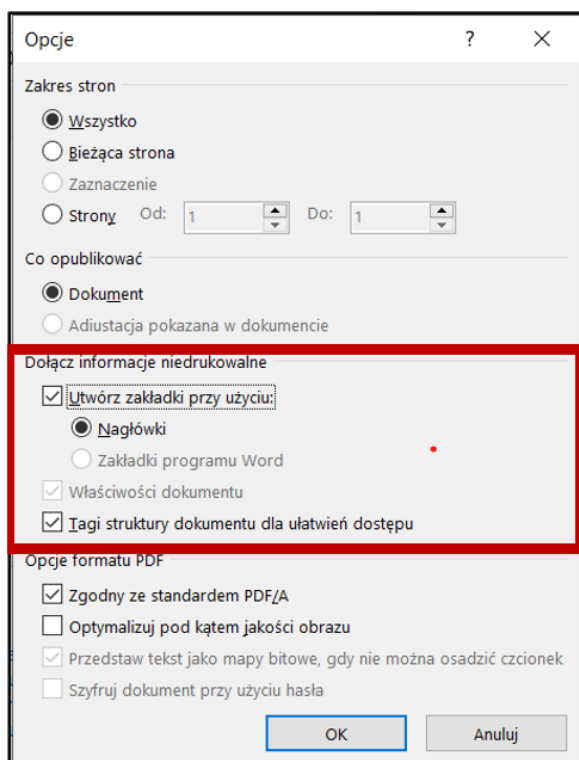 Opcje ?
Zakres stron
Wszystko
Bieżąca strona
Zaznaczenie
Strony Od: 1 Do: 1
Co opublikować
Dokument
Adiustacja pokazana w dokumencie
Dołącz informacje niedrukowalne
Utwórz zakładki przy użyciu:
Nagłówki
Zakładki programu Word
Właściwości dokumentu
Tagi struktury dokumentu dla ułatwień dostępu
Opcje formatu PDF
Zgodny ze standardem PDF/A
Optymalizuj pod kątem jakości obrazu
Przedstaw tekst jako mapy bitowe, gdy nie można osadzić czcionek
Szyfruj dokument przy użyciu hasła
OK Anuluj